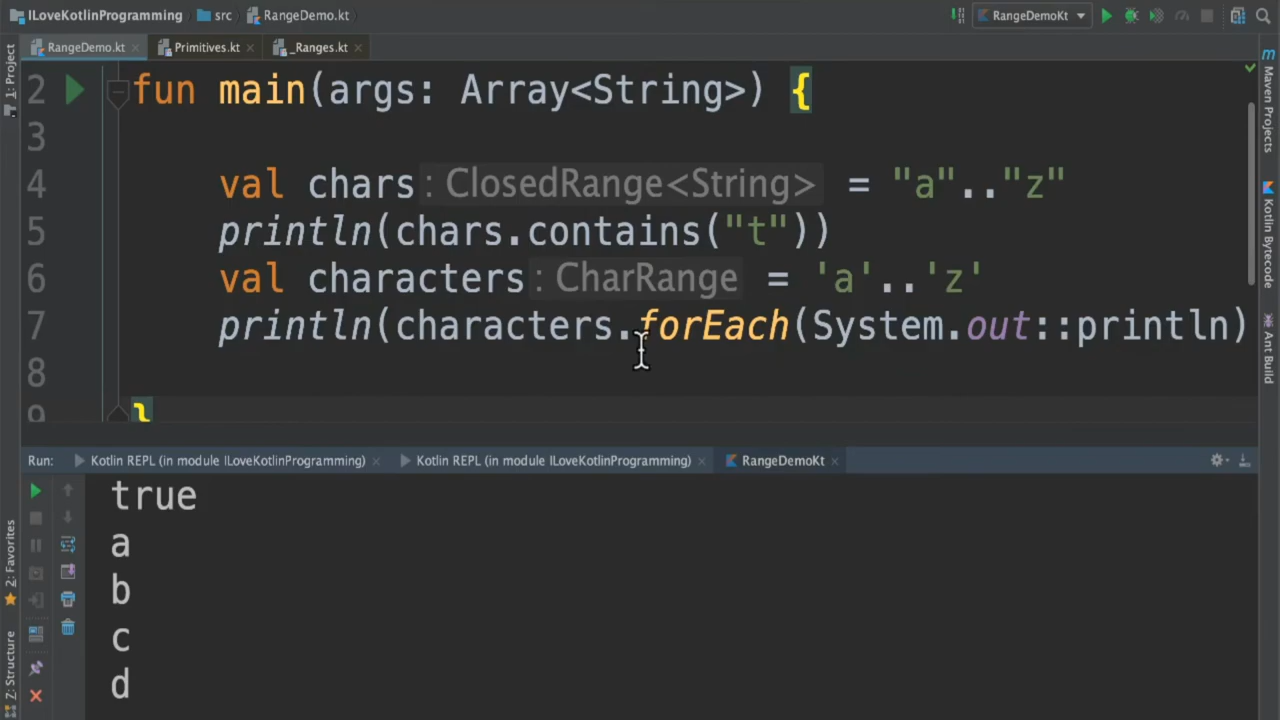 ILoveKotlinProgramming src RangeDemo.kt RangeDemoKt
RangeDemo.kt Primitives.kt _Ranges.kt
1: Project
2 fun main(args: Array<String>) {
3
4 val chars: ClosedRange<String> = "a".."z"
5 println(chars.contains("t"))
6 val characters: CharRange = 'a'..'z'
7 println(characters.forEach(System.out::println)
8
9 }
Maven Projects
Kotlin Bytecode
Ant Build
Run: Kotlin REPL (in module ILoveKotlinProgramming) Kotlin REPL (in module ILoveKotlinProgramming) RangeDemoKt
true
a
b
c
d
2: Favorites
Z: Structure